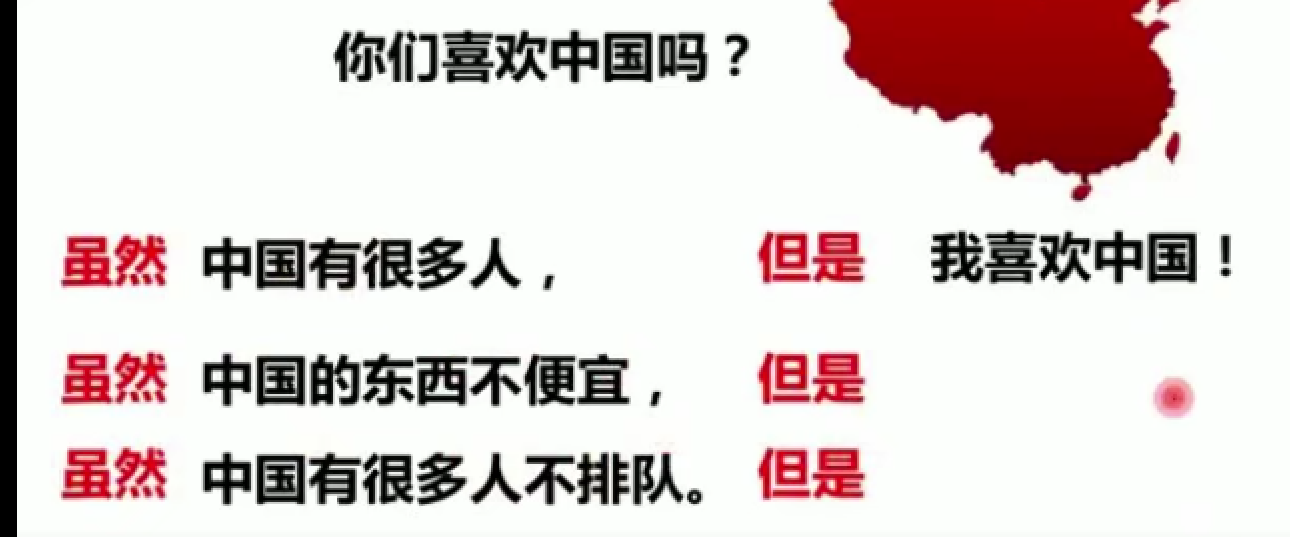 你们喜欢中国吗？
虽然 中国有很多人， 但是 我喜欢中国！
虽然 中国的东西不便宜， 但是
虽然 中国有很多人不排队。 但是